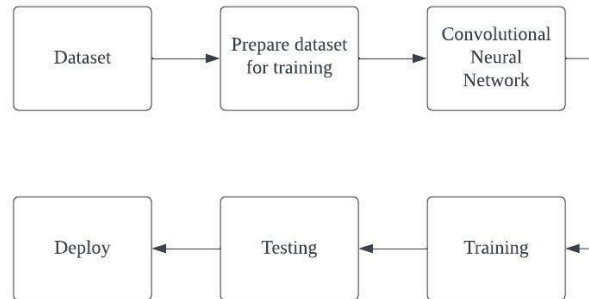 Dataset
Prepare dataset
for training
Convolutional
Neural
Network
Deploy
Testing
Training